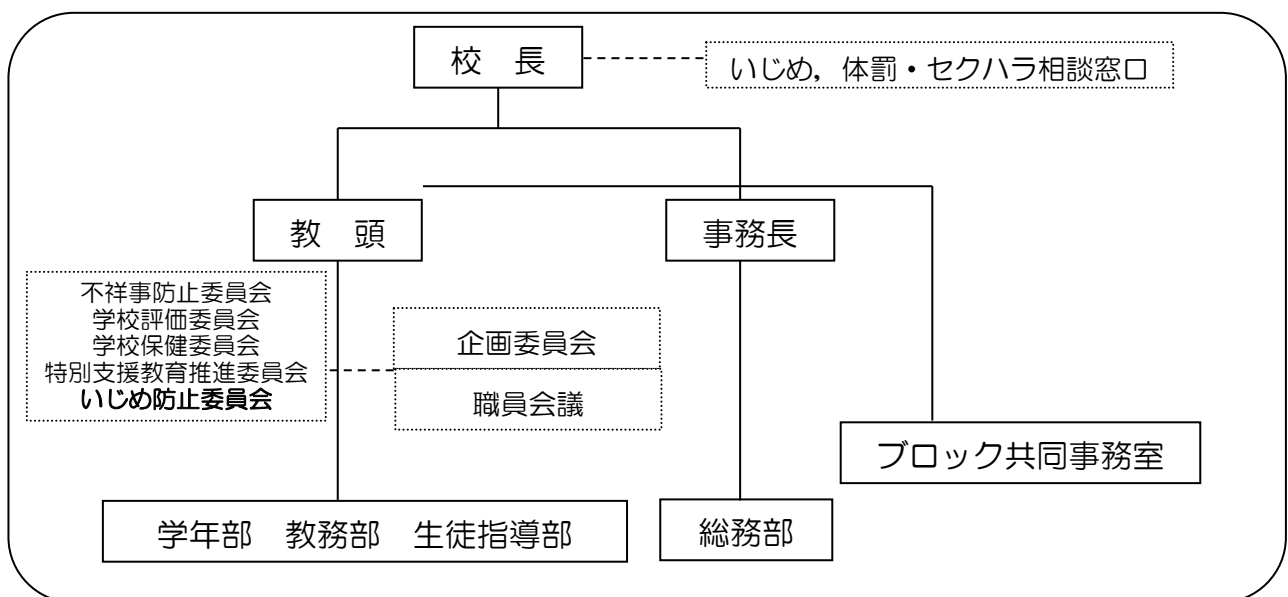 校　長
いじめ，体罰・セクハラ相談窓口
教　頭
事務長
不祥事防止委員会
学校評価委員会
学校保健委員会
特別支援教育推進委員会
いじめ防止委員会
企画委員会
職員会議
ブロック共同事務室
学年部　教務部　生徒指導部
総務部